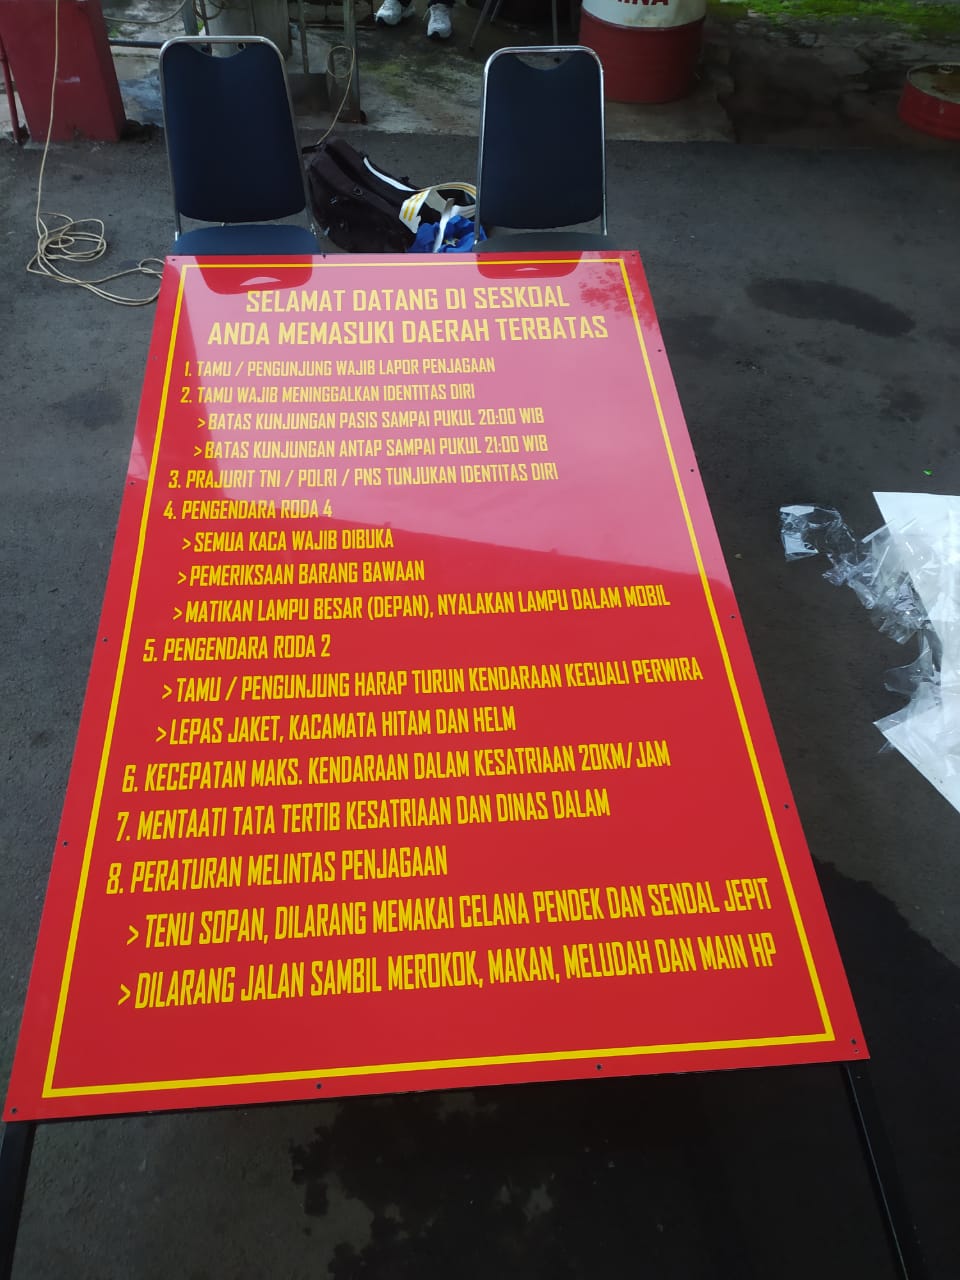 INA
SELAMAT DATANG DI SESKOAL
ANDA MEMASUKI DAERAH TERBATAS
1. TAMU / PENGUNJUNG WAJIB LAPOR PENJAGAAN
2. TAMU WAJIB MENINGGALKAN IDENTITAS DIRI
> BATAS KUNJUNGAN PASIS SAMPAI PUKUL 20:00 WIB
> BATAS KUNJUNGAN ANTAP SAMPAI PUKUL 21:00 WIB
3. PRAJURIT TNI / POLRI / PNS TUNJUKAN IDENTITAS DIRI
4. PENGENDARA RODA 4
> SEMUA KACA WAJIB DIBUKA
> PEMERIKSAAN BARANG BAWAAN
> MATIKAN LAMPU BESAR (DEPAN), NYALAKAN LAMPU DALAM MOBIL
5. PENGENDARA RODA 2
> TAMU / PENGUNJUNG HARAP TURUN KENDARAAN KECUALI PERWIRA
> LEPAS JAKET, KACAMATA HITAM DAN HELM
6. KECEPATAN MAKS. KENDARAAN DALAM KESATRIAAN 20KM/JAM
7. MENTAATI TATA TERTIB KESATRIAAN DAN DINAS DALAM
8. PERATURAN MELINTAS PENJAGAAN
> TENU SOPAN, DILARANG MEMAKAI CELANA PENDEK DAN SENDAL JEPIT
> DILARANG JALAN SAMBIL MEROKOK, MAKAN, MELUDAH DAN MAIN HP